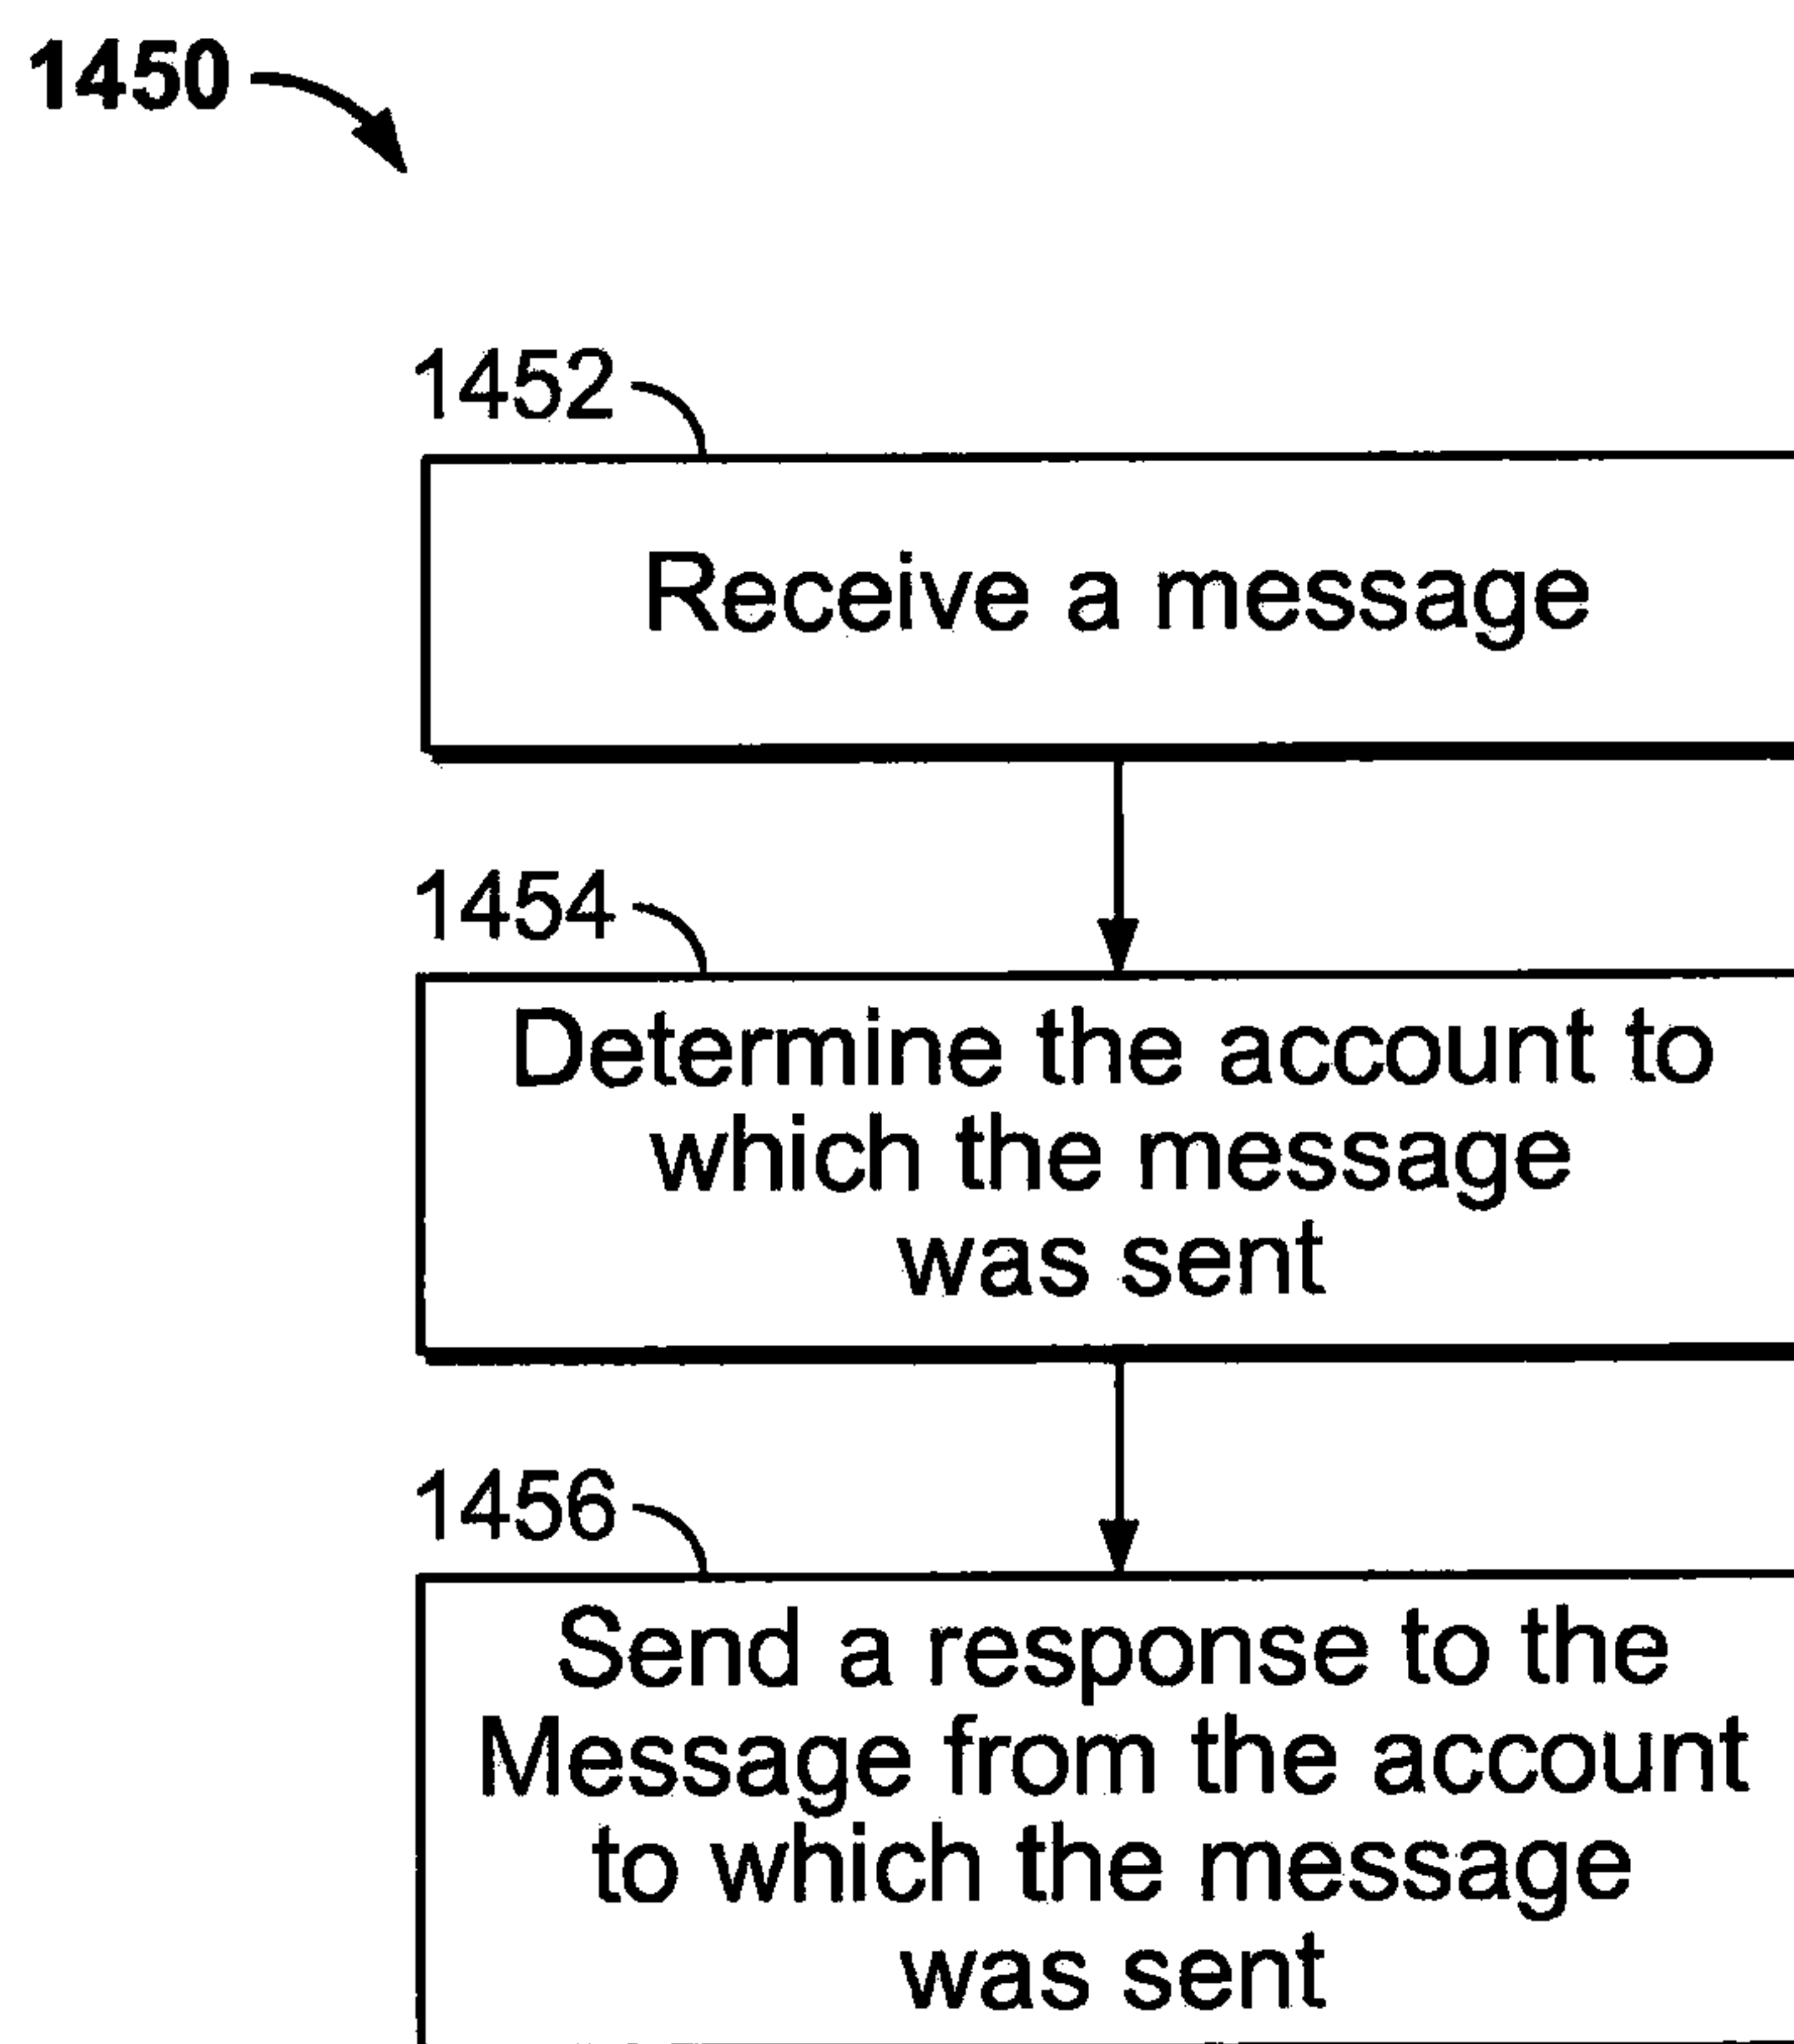 1450
1452
Receive a message
1454
Determine the account to
which the message
was sent
1456
Send a response to the
Message from the account
to which the message
was sent